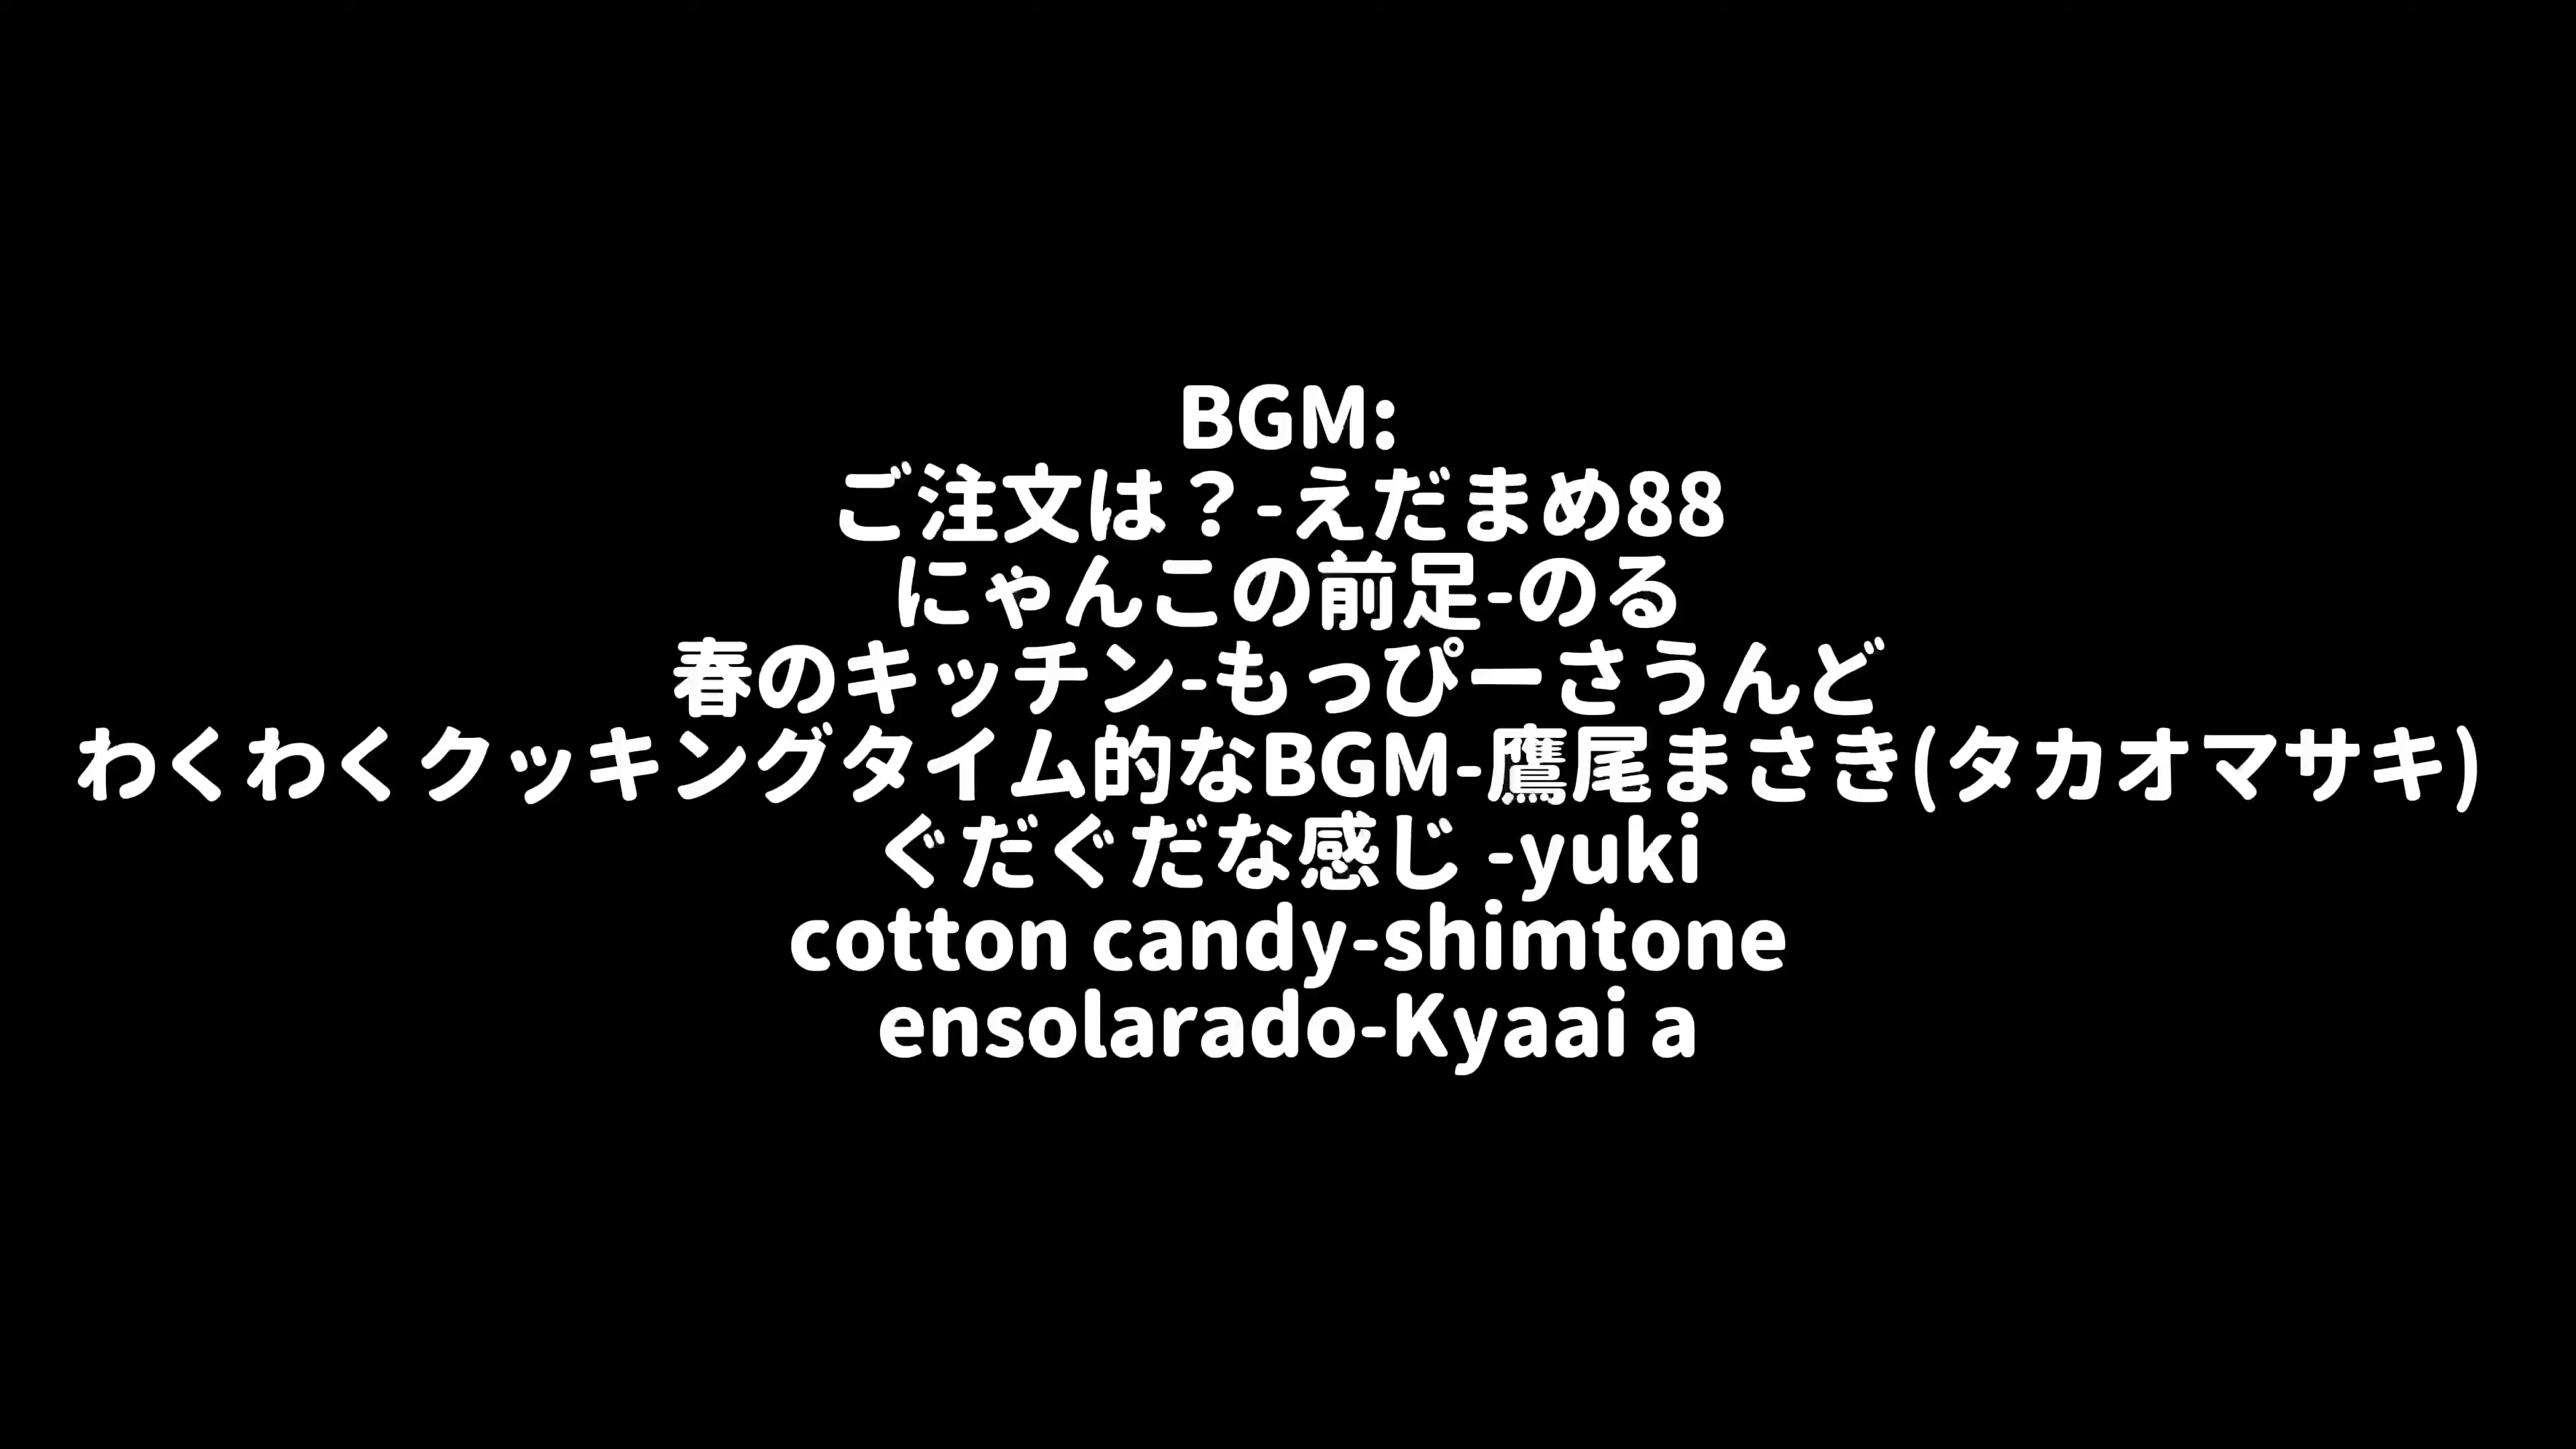 BGM:
ご注文は？-えだまめ88
にゃんこの前足-のる
春のキッチン-もっぴーさうんど
わくわくクッキングタイム的なBGM-鷹尾まさき(タカオマサキ)
ぐだぐだな感じ -yuki
cotton candy-shimtone
ensolarado-Kyaai a